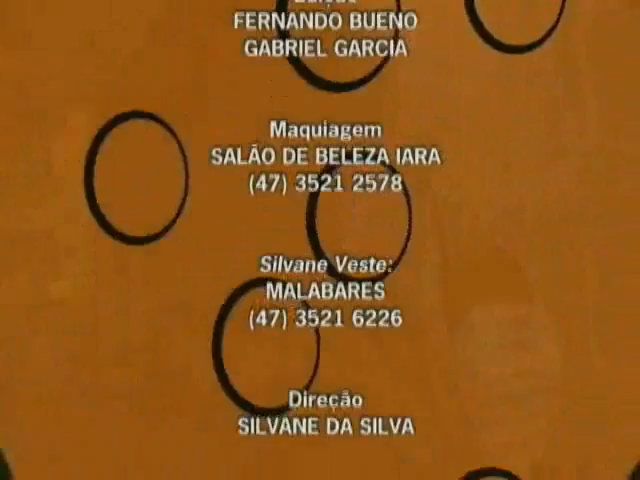 FERNANDO BUENO
GABRIEL GARCIA
Maquiagem
SALÃO DE BELEZA IARA
(47) 3521 2578
Silvane Veste:
MALABARES
(47) 3521 6226
Direção
SILVANE DA SILVA